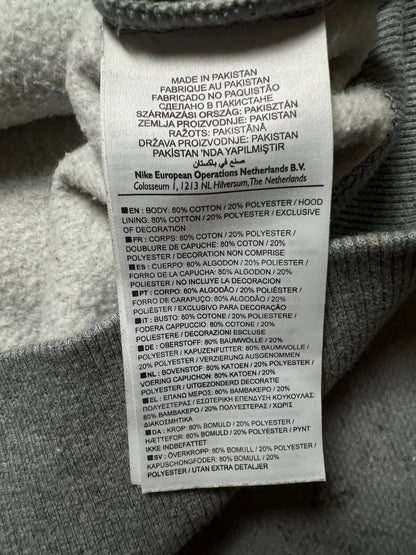 MADE IN PAKISTAN
FABRIQUE AU PAKISTAN
FABRICADO NO PAQUISTÃO
СДЕЛАНО В ПАКИСТАНЕ
SZÁRMAZÁSI ORSZÁG: PAKISZTÁN
ZEMLJA PROIZVODNJE: PAKISTAN
RAŽOTS: PAKISTĀNĀ
DRŽAVA PROIZVODNJE: PAKISTAN
PAKİSTAN 'NDA YAPILMIŞTIR
صنع في باكستان
Nike European Operations Netherlands B.V.
Colosseum 1, 1213 NL Hilversum, The Netherlands
EN : BODY: 80% COTTON / 20% POLYESTER / HOOD
LINING: 80% COTTON / 20% POLYESTER / EXCLUSIVE
OF DECORATION
FR : CORPS: 80% COTON / 20% POLYESTER /
DOUBLURE DE CAPUCHE: 80% COTON / 20%
POLYESTER / DECORATION NON COMPRISE
ES : CUERPO: 80% ALGODON / 20% POLIESTER /
FORRO DE LA CAPUCHA: 80% ALGODON / 20%
POLIESTER / NO INCLUYE LA DECORACION
PT : CORPO: 80% ALGODÃO / 20% POLIÉSTER /
FORRO DE CARAPUÇO: 80% ALGODÃO / 20%
POLIÉSTER / EXCLUSIVO PARA DECORAÇÃO
IT : BUSTO: 80% COTONE / 20% POLIESTERE /
FODERA CAPPUCCIO: 80% COTONE / 20%
POLIESTERE / DECORAZIONI ESCLUSE
DE : OBERSTOFF: 80% BAUMWOLLE / 20%
POLYESTER / KAPUZENFUTTER: 80% BAUMWOLLE /
20% POLYESTER / VERZIERUNG AUSGENOMMEN
NL : BOVENSTOF: 80% KATOEN / 20% POLYESTER /
VOERING CAPUCHON: 80% KATOEN / 20%
POLYESTER / UITGEZONDERD DECORATIE
EL : ΕΠΑΝΩ ΜΕΡΟΣ: 80% ΒΑΜΒΑΚΕΡΟ / 20%
ΠΟΛΥΕΣΤΕΡΑΣ / ΕΣΩΤΕΡΙΚΗ ΕΠΕΝΔΥΣΗ ΚΟΥΚΟΥΛΑΣ:
80% ΒΑΜΒΑΚΕΡΟ / 20% ΠΟΛΥΕΣΤΕΡΑΣ / ΧΩΡΙΣ
ΔΙΑΚΟΣΜΗΤΙΚΑ
DA : KROP: 80% BOMULD / 20% POLYESTER /
HÆTTEFOR: 80% BOMULD / 20% POLYESTER / PYNT
IKKE INDBEFATTET
SV : ÖVERKROPP: 80% BOMULL / 20% POLYESTER /
KAPUSCHONGFODER: 80% BOMULL / 20%
POLYESTER / UTAN EXTRA DETALJER